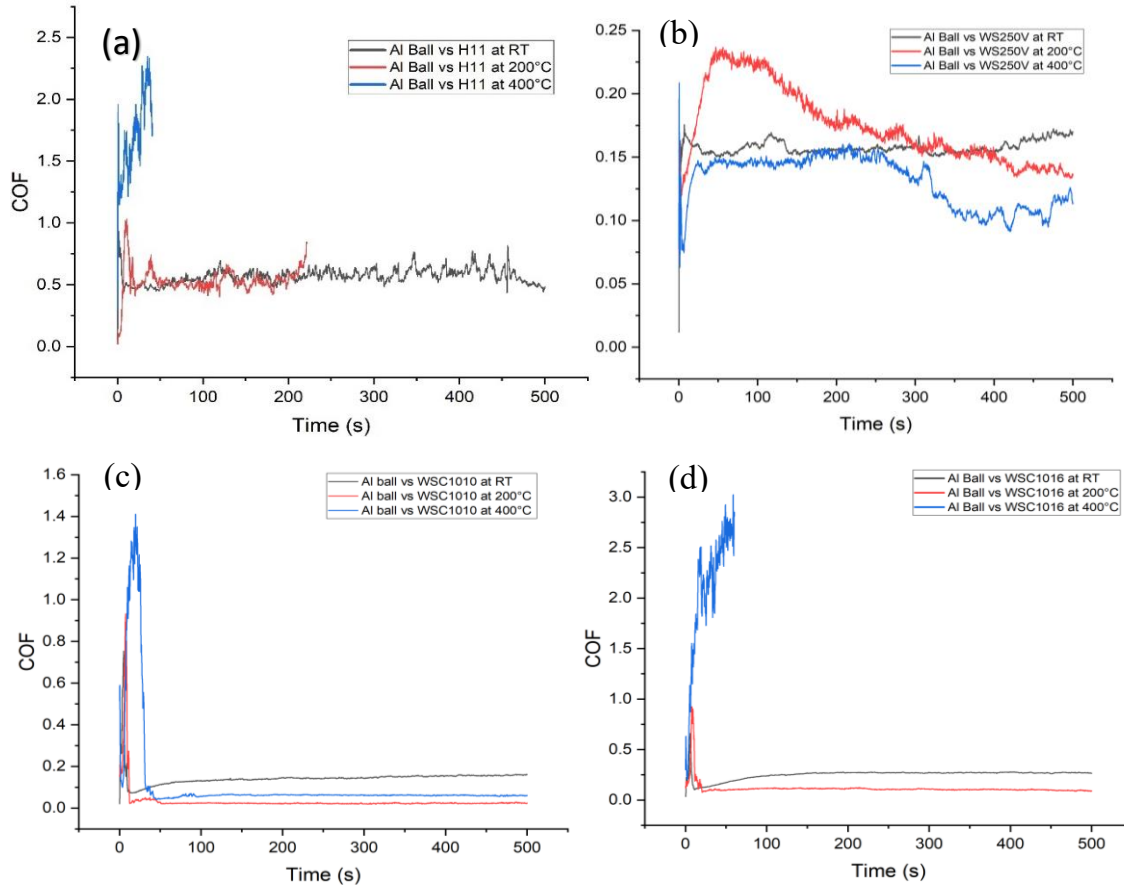 (a)
Al Ball vs H11 at RT
Al Ball vs H11 at 200°C
Al Ball vs H11 at 400°C
COF
2.5
2.0
1.5
1.0
0.5
0.0
0
100
200
300
400
500
Time (s)
(b)
Al Ball vs WS250V at RT
Al Ball vs WS250V at 200°C
Al Ball vs WS250V at 400°C
COF
0.25
0.20
0.15
0.10
0.05
0.00
0
100
200
300
400
500
Time (s)
(c)
Al ball vs WSC1010 at RT
Al ball vs WSC1010 at 200°C
Al ball vs WSC1010 at 400°C
COF
1.6
1.4
1.2
1.0
0.8
0.6
0.4
0.2
0.0
0
100
200
300
400
500
Time (s)
(d)
Al Ball vs WSC1016 at RT
Al Ball vs WSC1016 at 200°C
Al Ball vs WSC1016 at 400°C
COF
3.0
2.5
2.0
1.5
1.0
0.5
0.0
0
100
200
300
400
500
Time (s)